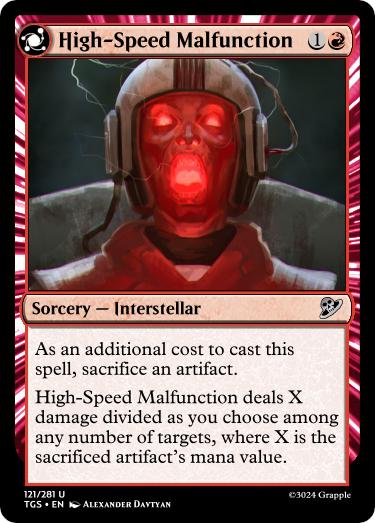 High-Speed Malfunction 1
Sorcery — Interstellar
As an additional cost to cast this
spell, sacrifice an artifact.
High-Speed Malfunction deals X
damage divided as you choose among
any number of targets, where X is the
sacrificed artifact's mana value.
121/281 U
TGS • EN Alexander Davtyan
©3024 Grapple